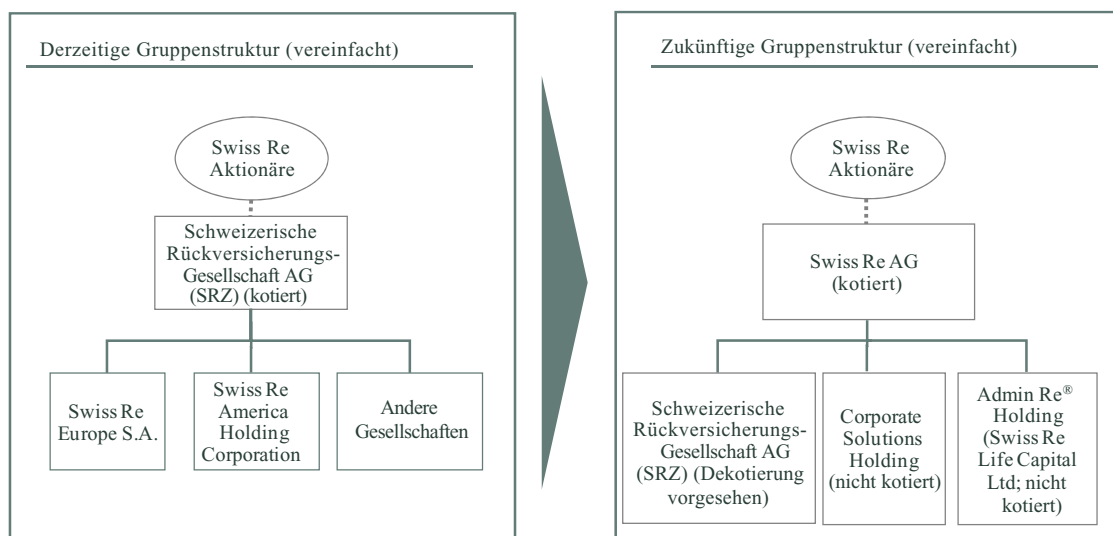 Derzeitige Gruppenstruktur (vereinfacht)
Swiss Re
Aktionäre
Schweizerische
Rückversicherungs-
Gesellschaft AG
(SRZ) (kotiert)
Swiss Re
Europe S.A.
Swiss Re
America
Holding
Corporation
Andere
Gesellschaften
Zukünftige Gruppenstruktur (vereinfacht)
Swiss Re
Aktionäre
Swiss Re AG
(kotiert)
Schweizerische
Rückversicherungs-
Gesellschaft AG
(SRZ) (Dekotierung
vorgesehen)
Corporate
Solutions
Holding
(nicht kotiert)
Admin Re®
Holding
(Swiss Re
Life Capital
Ltd; nicht
kotiert)